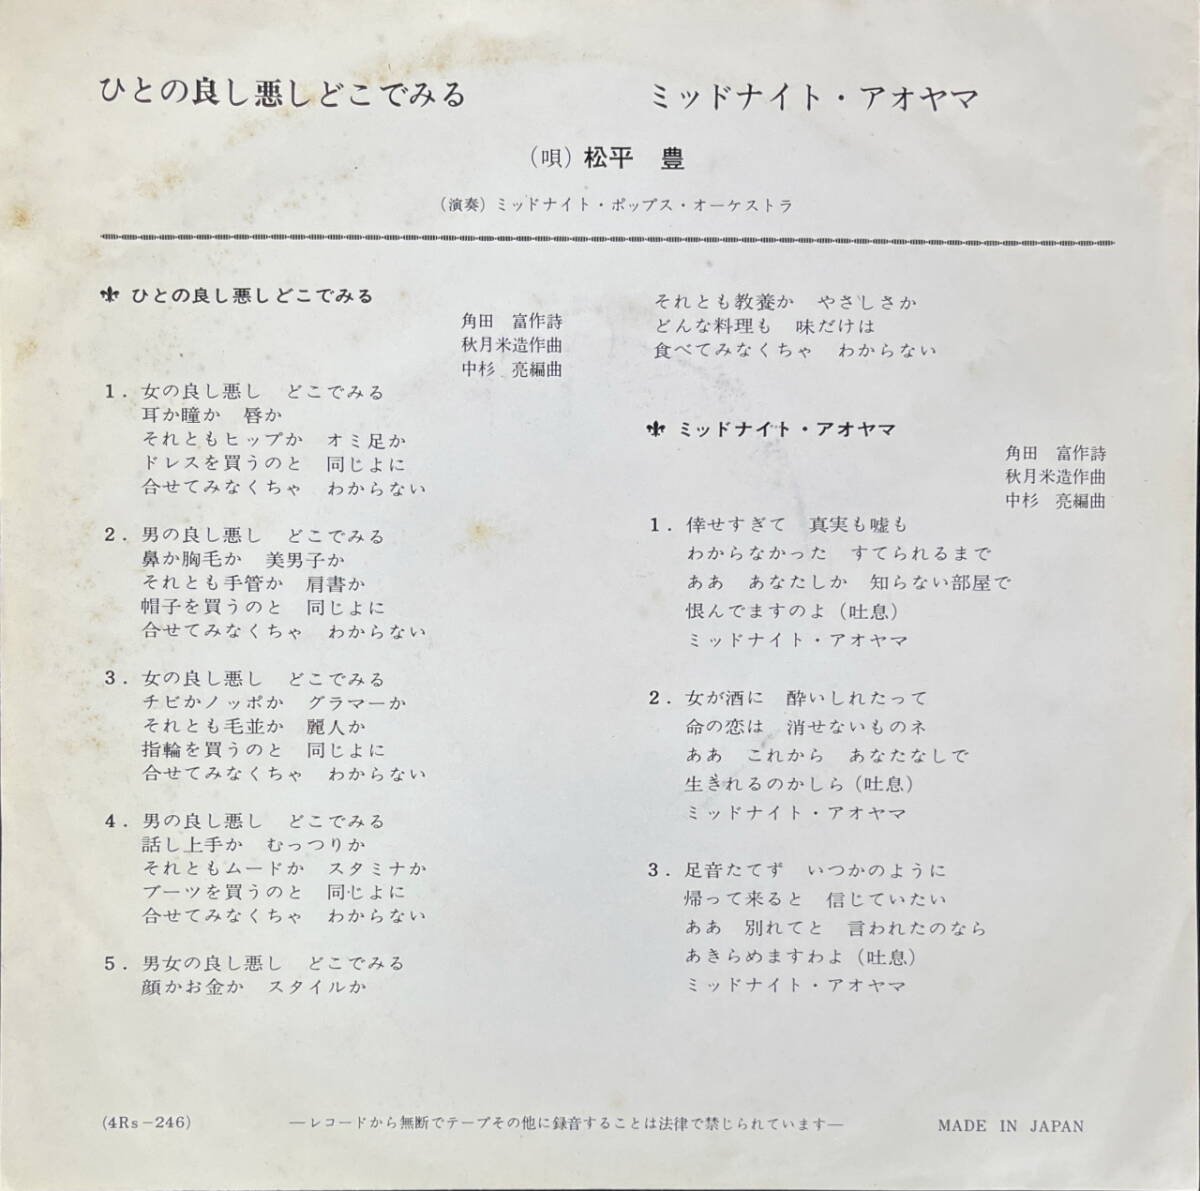 ひとの良し悪しどこでみる　ミッドナイト・アオヤマ
(唄) 松平　豊
(演奏) ミッドナイト・ポップス・オーケストラ
ひとの良し悪しどこでみる
角田　富作詩
秋月米造作曲
中杉　亮編曲
1. 女の良し悪し　どこでみる
耳か瞳か　唇か
それともヒップか　オミ足か
ドレスを買うのと　同じよに
合せてみなくちゃ　わからない
2. 男の良し悪し　どこでみる
鼻か胸毛か　美男子か
それとも手管か　肩書か
帽子を買うのと　同じよに
合せてみなくちゃ　わからない
3. 女の良し悪し　どこでみる
チビかノッポか　グラマーか
それとも毛並か　麗人か
指輪を買うのと　同じよに
合せてみなくちゃ　わからない
4. 男の良し悪し　どこでみる
話し上手か　むっつりか
それともムードか　スタミナか
ブーツを買うのと　同じよに
合せてみなくちゃ　わからない
5. 男女の良し悪し　どこでみる
顔かお金か　スタイルか
それとも教養か　やさしさか
どんな料理も　味だけは
食べてみなくちゃ　わからない
ミッドナイト・アオヤマ
角田　富作詩
秋月米造作曲
中杉　亮編曲
1. 倖せすぎて　真実も嘘も
わからなかった　すてられるまで
ああ　あなたしか　知らない部屋で
恨んでますのよ (吐息)
ミッドナイト・アオヤマ
2. 女が酒に　酔いしれたって
命の恋は　消せないものネ
ああ　これから　あなたなしで
生きれるのかしら (吐息)
ミッドナイト・アオヤマ
3. 足音たてず　いつかのように
帰って来ると　信じていたい
ああ　別れてと　言われたのなら
あきらめますわよ (吐息)
ミッドナイト・アオヤマ
(4Rs-246)　―レコードから無断でテープその他に録音することは法律で禁じられています―　MADE IN JAPAN